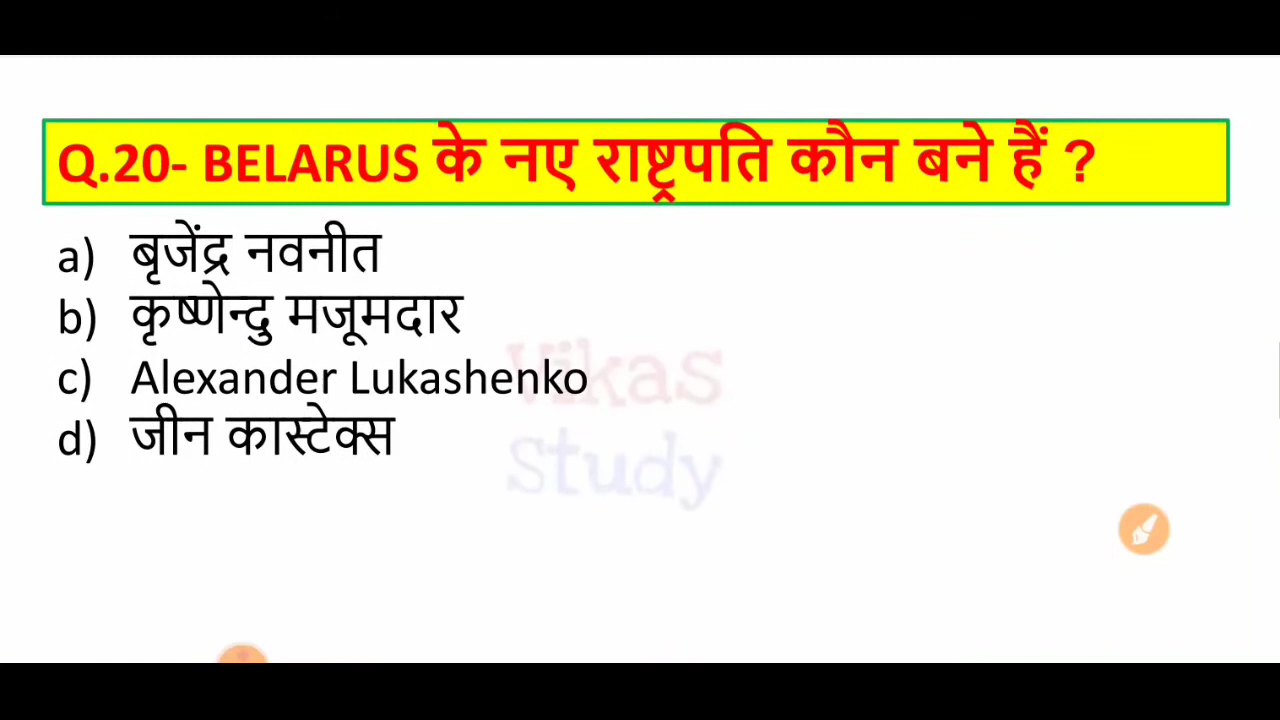 Q.20- BELARUS के नए राष्ट्रपति कौन बने हैं ?
a) बृजेंद्र नवनीत
b) कृष्णेन्दु मजूमदार
c) Alexander Lukashenko
d) जीन कास्टेक्स
Vikas
Study